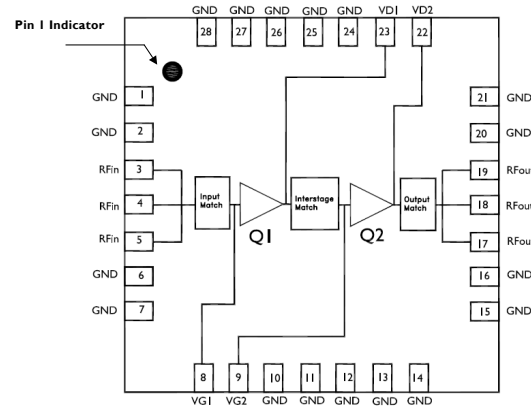 Pin 1 Indicator
GND GND GND GND GND VD1 VD2
28 27 26 25 24 23 22
GND 1
GND 2
RFin 3
RFin 4
RFin 5
GND 6
GND 7
21 GND
20 GND
19 RFout
18 RFout
17 RFout
16 GND
15 GND
Input
Match
Q1
Interstage
Match
Q2
Output
Match
8 9 10 11 12 13 14
VG1 VG2 GND GND GND GND GND